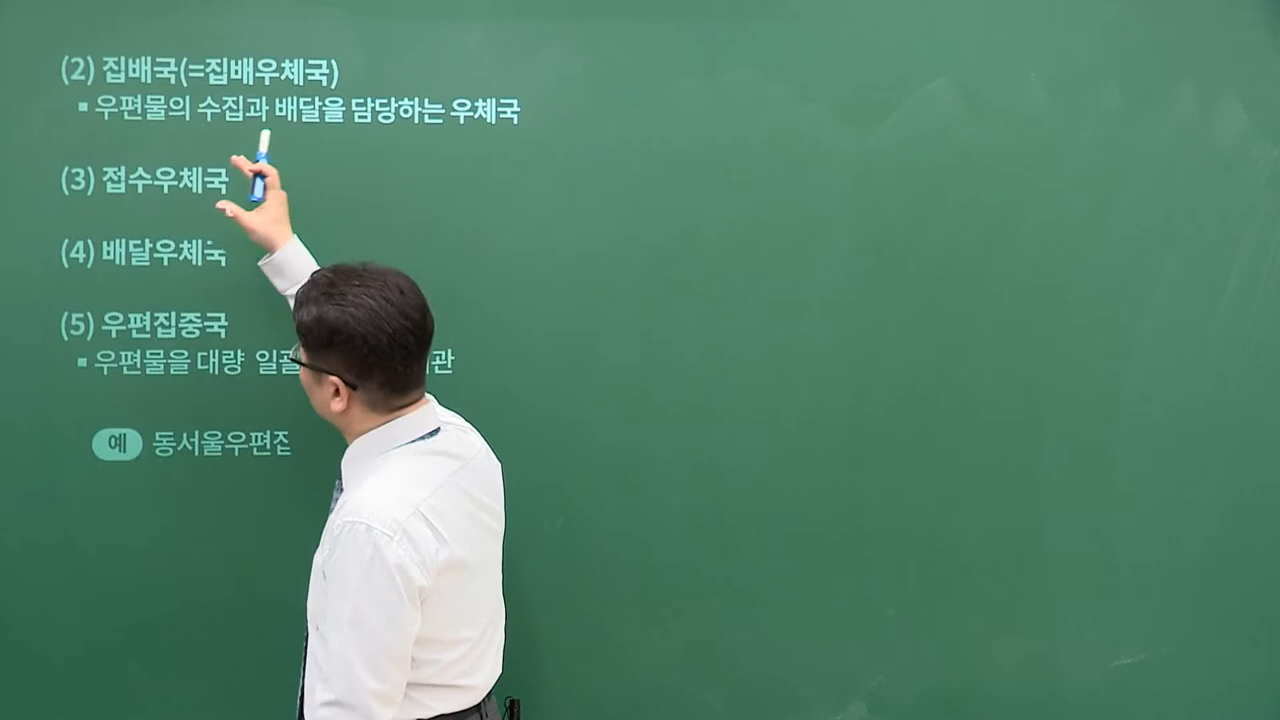 (2) 집배국(=집배우체국)
▪ 우편물의 수집과 배달을 담당하는 우체국
(3) 접수우체국
(4) 배달우체국
(5) 우편집중국
▪ 우편물을 대량
예 동서울우편집